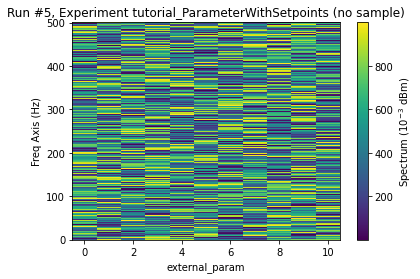 Run #5, Experiment tutorial_ParameterWithSetpoints (no sample)
500
400
300
200
100
0
Freq Axis (Hz)
0 2 4 6 8 10
external_param
800
600
400
200
Spectrum (10⁻³ dBm)